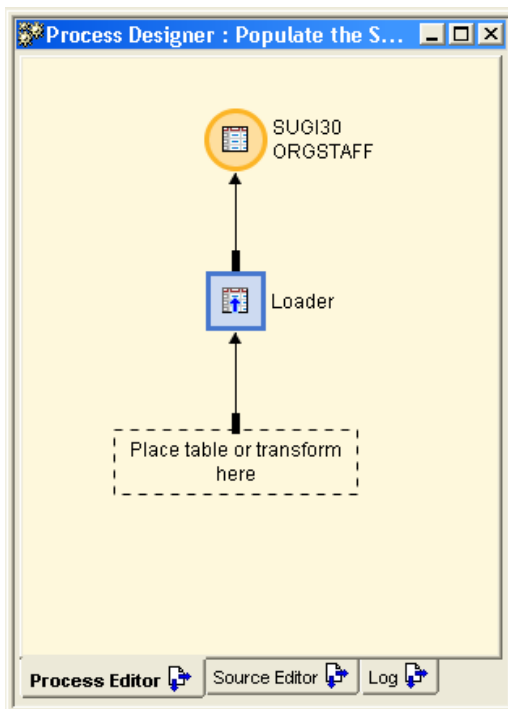 Process Designer : Populate the S...
SUGI30
ORGSTAFF
Loader
Place table or transform
here
Process Editor
Source Editor
Log